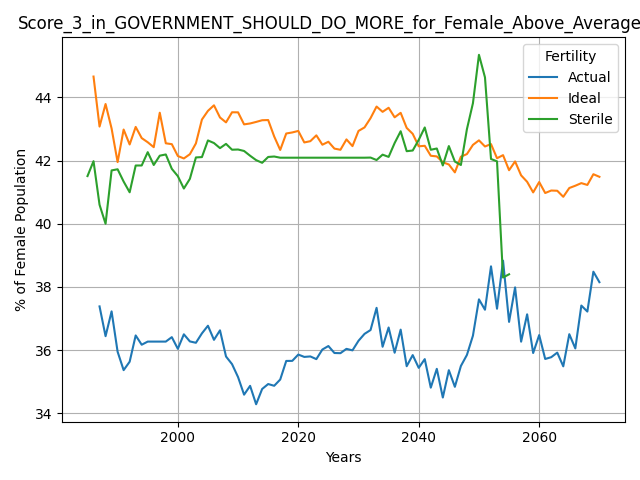 Score_3_in_GOVERNMENT_SHOULD_DO_MORE_for_Female_Above_Average
Fertility
Actual
Ideal
Sterile
% of Female Population
44
42
40
38
36
34
2000
2020
2040
2060
Years